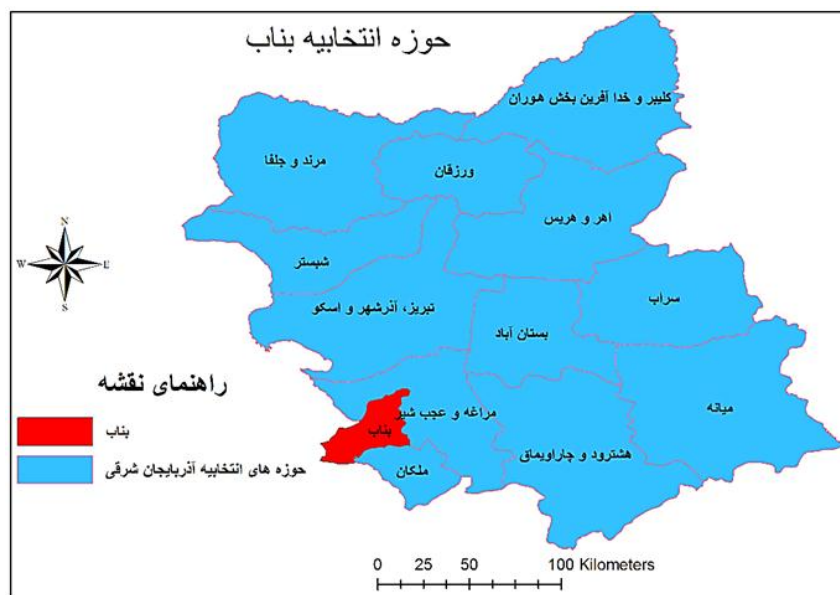 حوزه انتخابیه بناب
کلیبر و خدا آفرین بخش هوران
مرند و جلفا
ورزقان
اهر و هریس
شبستر
سراب
تبریز، آذرشهر و اسکو
بستان آباد
میانه
مراغه و عجب شیر
بناب
هشترود و چاراویماق
ملکان
N
W
E
S
راهنمای نقشه
بناب
حوزه های انتخابیه آذربایجان شرقی
0 25 50 100 Kilometers